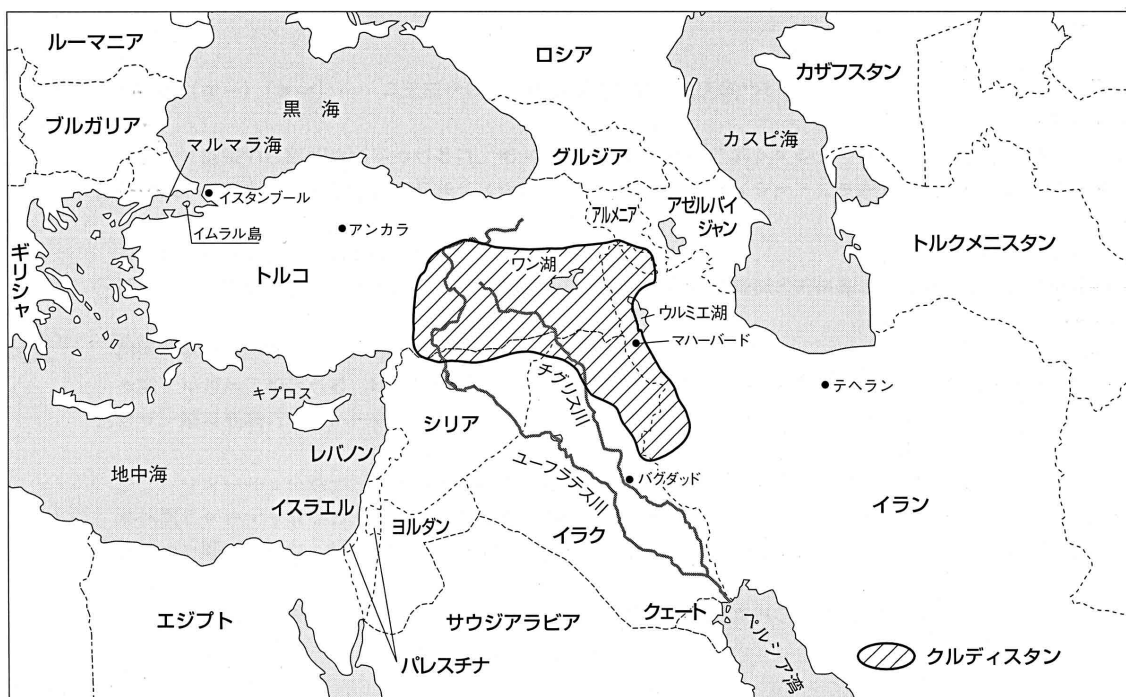 ルーマニア
ロシア
カザフスタン
黒海
ブルガリア
カスピ海
マルマラ海
グルジア
イスタンブール
アルメニア
アゼルバイ
ジャン
イムラル島
アンカラ
トルクメニスタン
ギリシャ
トルコ
ワン湖
ウルミエ湖
マハーバード
キプロス
シリア
チグリス川
テヘラン
レバノン
地中海
ユーフラテス川
バグダッド
イスラエル
ヨルダン
イラク
イラン
エジプト
サウジアラビア
クェート
ペルシア湾
パレスチナ
クルディスタン